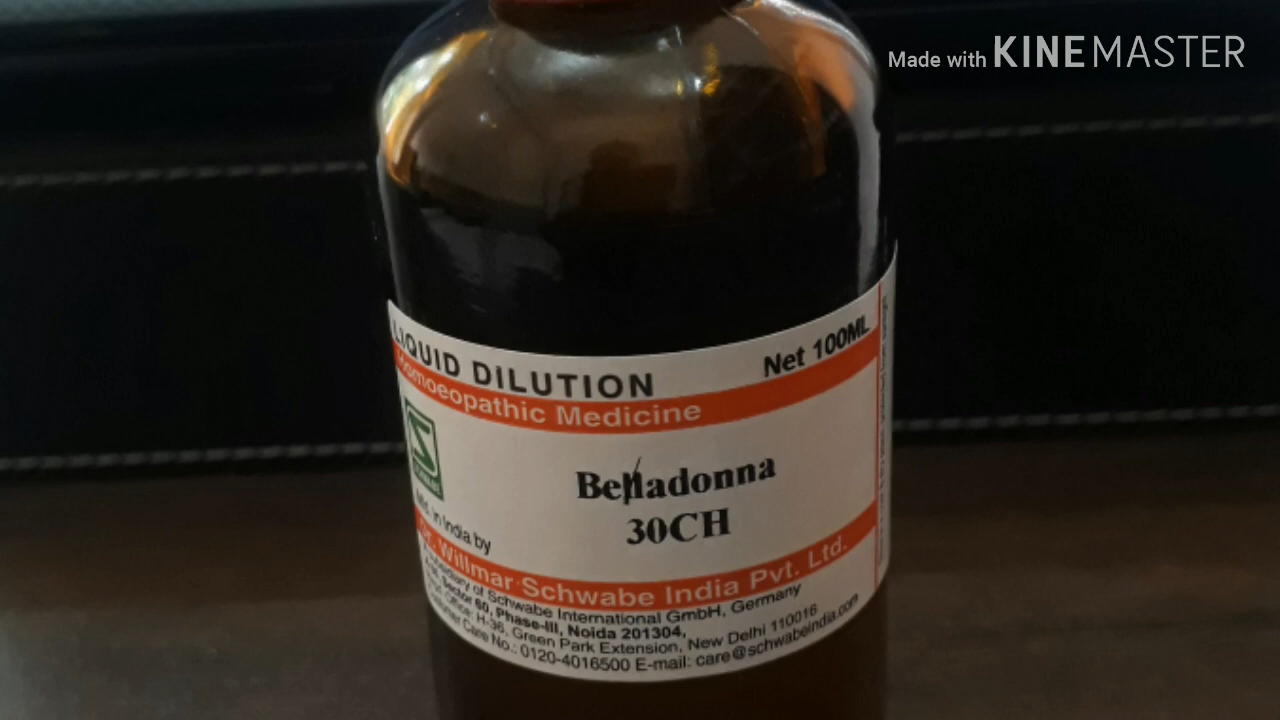 Made with KINEMASTER
LIQUID DILUTION
Net 100ML
Homoeopathic Medicine
SCHWABE
Belladonna
30CH
Mfd. in India by
Dr. Willmar Schwabe India Pvt. Ltd.
Subsidiary of Schwabe International GmbH, Germany
Sector 60, Phase-III, Noida 201304,
Office: H-36, Green Park Extension, New Delhi 110016
Customer Care No.: 0120-4016500 E-mail: care@schwabeindia.com